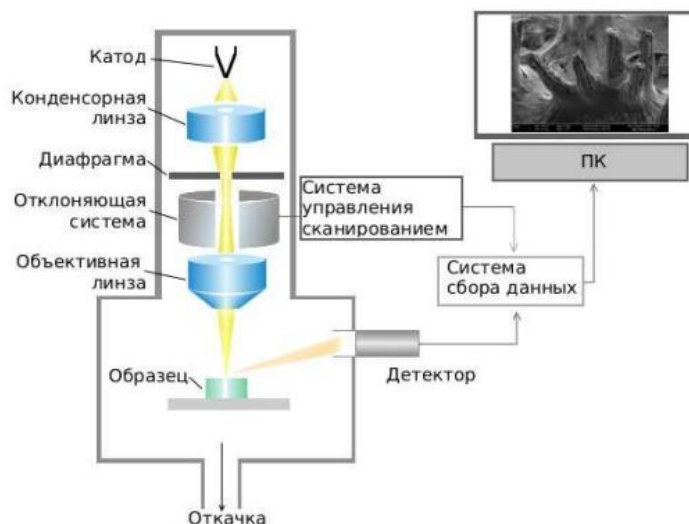 Катод
Конденсорная
линза
Диафрагма
Отклоняющая
система
Объективная
линза
Образец
Откачка
Система
управления
сканированием
ПК
Система
сбора данных
Детектор